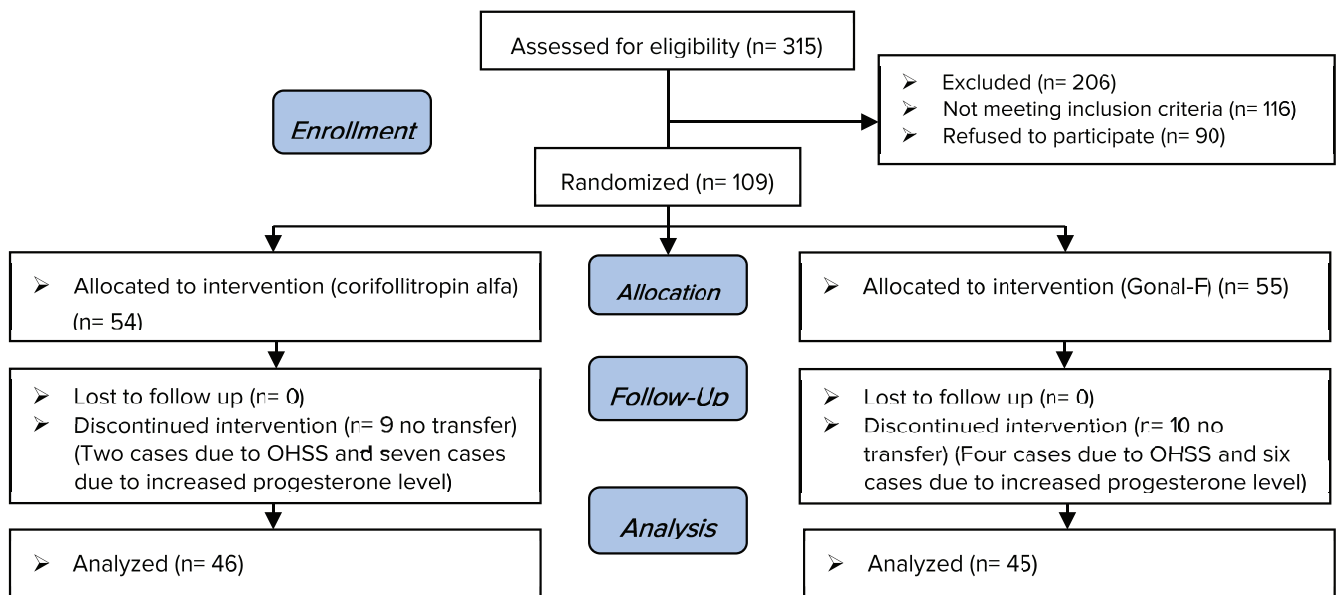 Assessed for eligibility (n= 315)
➢ Excluded (n= 206)
➢ Not meeting inclusion criteria (n= 116)
➢ Refused to participate (n= 90)
Enrollment
Randomized (n= 109)
➢ Allocated to intervention (corifollitropin alfa)
(n= 54)
Allocation
➢ Allocated to intervention (Gonal-F) (n= 55)
➢ Lost to follow up (n= 0)
➢ Discontinued intervention (n= 9 no transfer)
(Two cases due to OHSS and seven cases
due to increased progesterone level)
Follow-Up
➢ Lost to follow up (n= 0)
➢ Discontinued intervention (n= 10 no
transfer) (Four cases due to OHSS and six
cases due to increased progesterone level)
Analysis
➢ Analyzed (n= 46)
➢ Analyzed (n= 45)